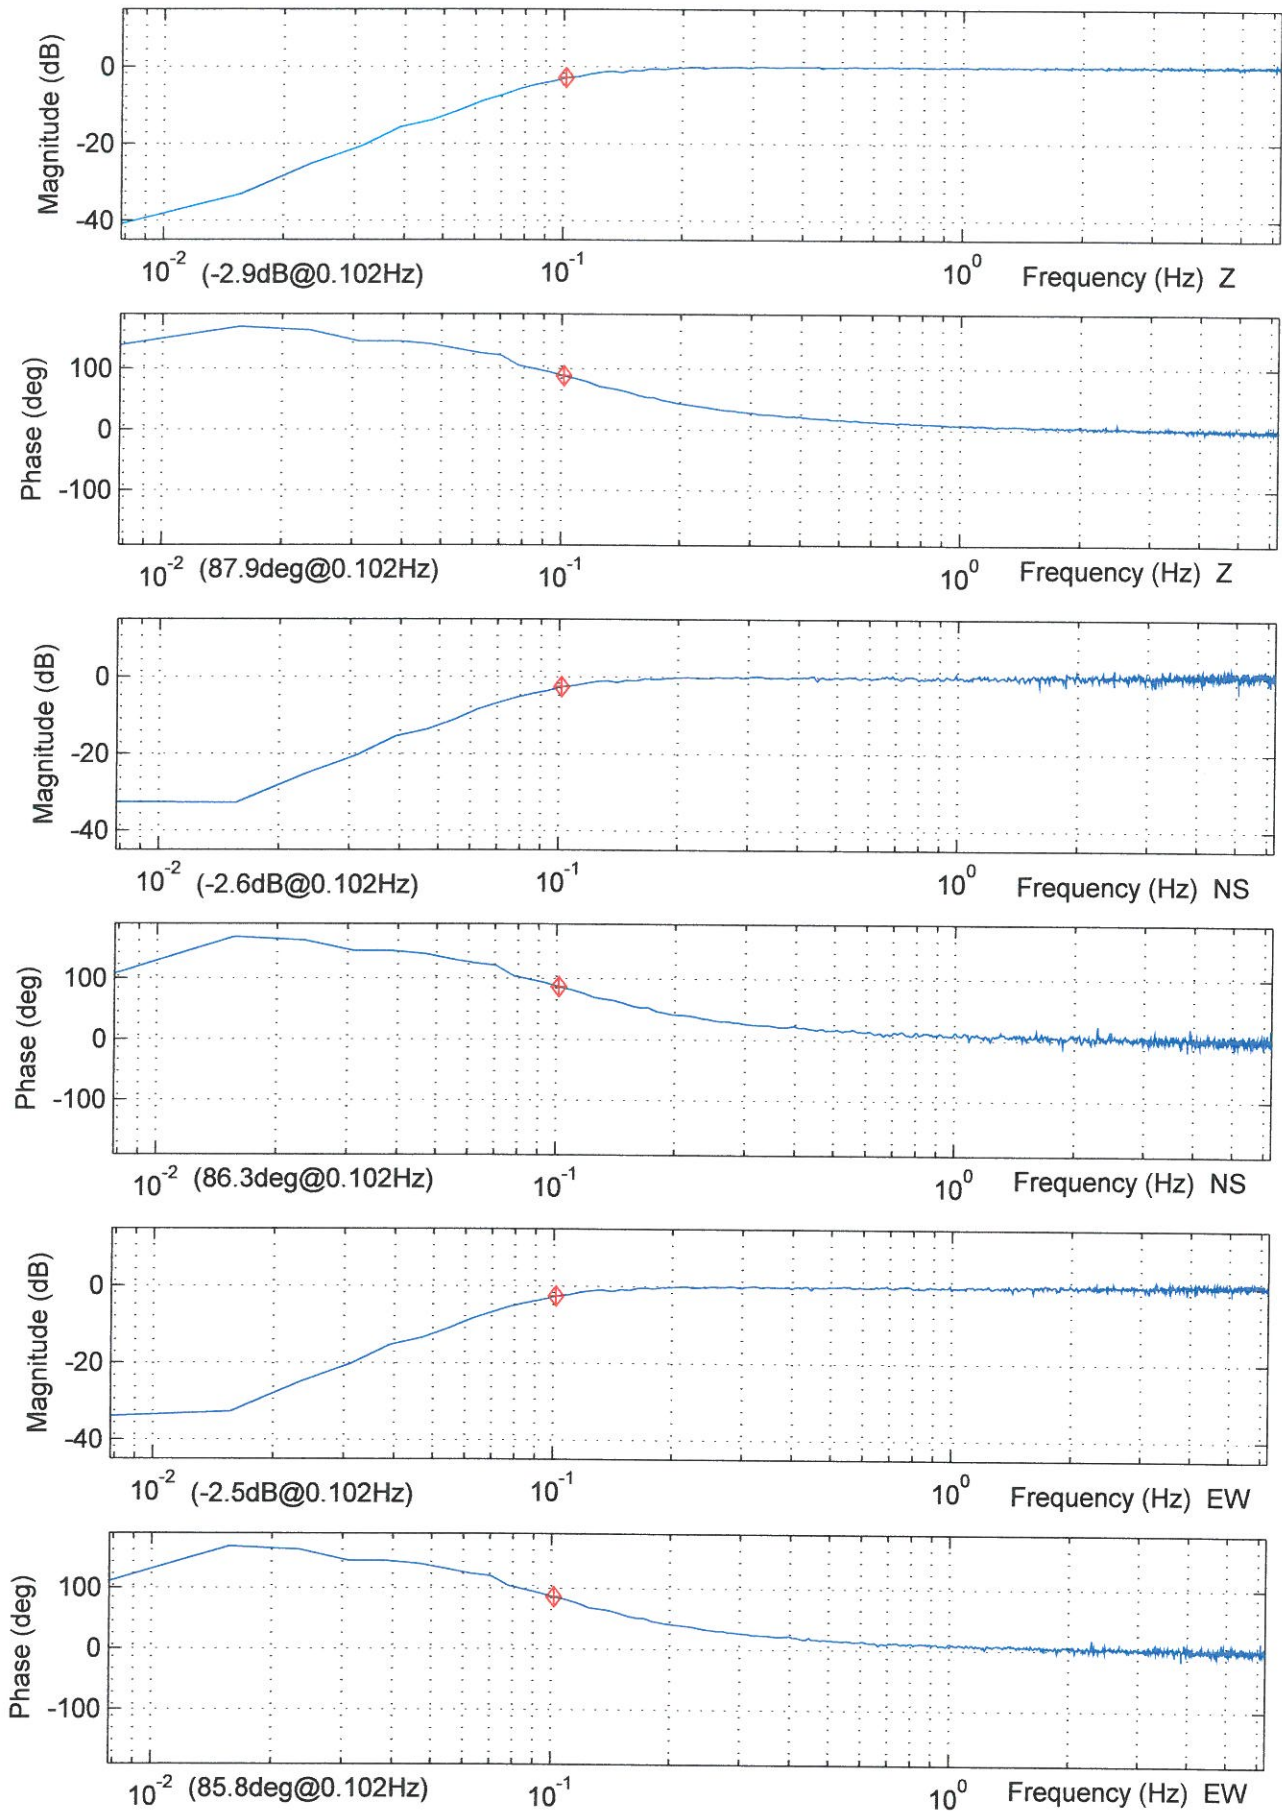 Magnitude (dB)
0
-20
-40
10-2 (-2.9dB@0.102Hz) 10-1 100 Frequency (Hz) Z
Phase (deg)
100
0
-100
10-2 (87.9deg@0.102Hz) 10-1 100 Frequency (Hz) Z
Magnitude (dB)
0
-20
-40
10-2 (-2.6dB@0.102Hz) 10-1 100 Frequency (Hz) NS
Phase (deg)
100
0
-100
10-2 (86.3deg@0.102Hz) 10-1 100 Frequency (Hz) NS
Magnitude (dB)
0
-20
-40
10-2 (-2.5dB@0.102Hz) 10-1 100 Frequency (Hz) EW
Phase (deg)
100
0
-100
10-2 (85.8deg@0.102Hz) 10-1 100 Frequency (Hz) EW